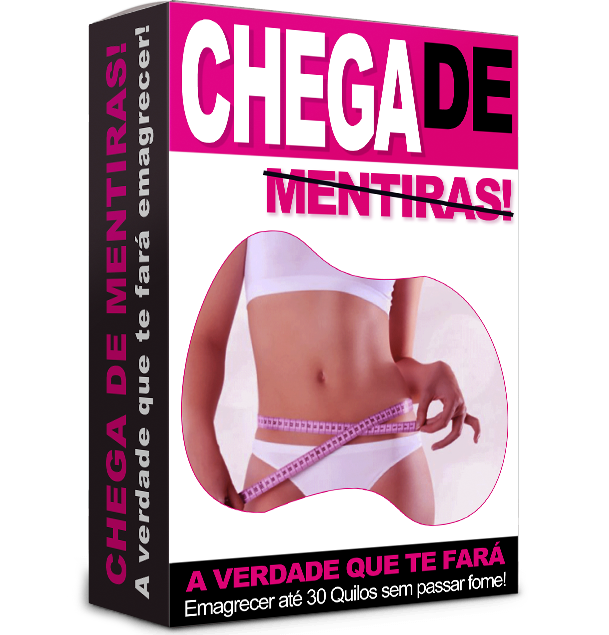 CHEGA DE
MENTIRAS!
A VERDADE QUE TE FARÁ
Emagrecer até 30 Quilos sem passar fome!
CHEGA DE MENTIRAS!
A verdade que te fará emagrecer!